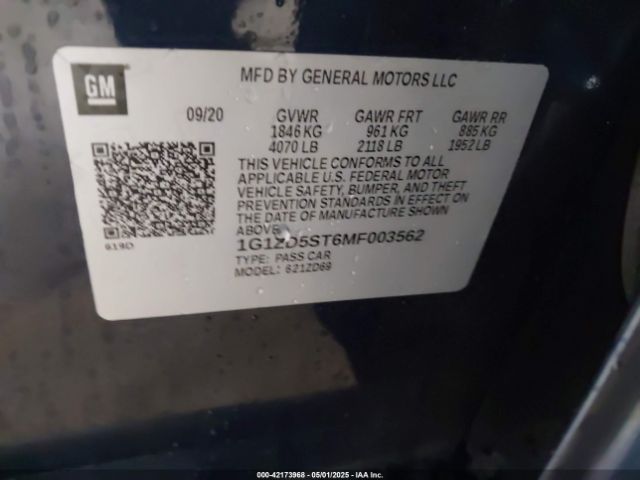 GM
MFD BY GENERAL MOTORS LLC
09/20 GVWR GAWR FRT GAWR RR
1846 KG 961 KG 885 KG
4070 LB 2118 LB 1952 LB
THIS VEHICLE CONFORMS TO ALL
APPLICABLE U.S. FEDERAL MOTOR
VEHICLE SAFETY, BUMPER, AND THEFT
PREVENTION STANDARDS IN EFFECT ON
THE DATE OF MANUFACTURE SHOWN
ABOVE.
1G1ZD5ST6MF003562
TYPE: PASS CAR
MODEL: 621ZD69
000-42173968 - 05/01/2025 - IAA Inc.